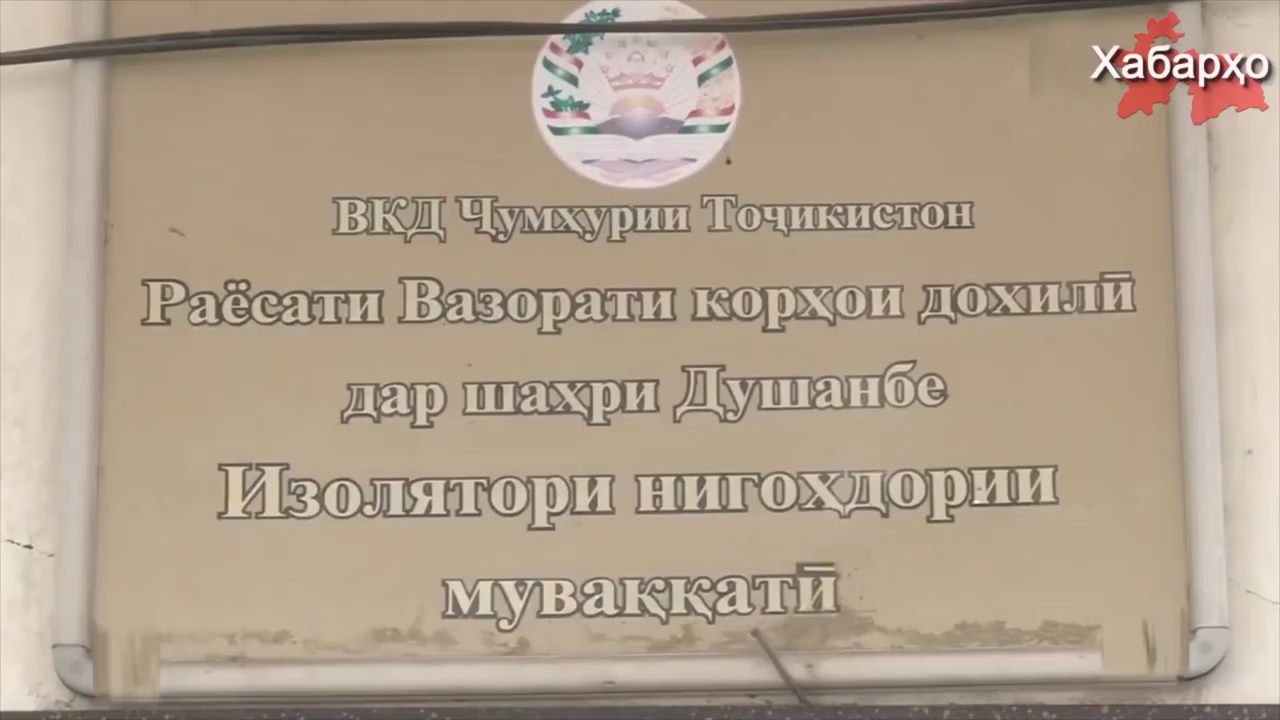 Хабарҳо
ВКД Ҷумҳурии Тоҷикистон
Раёсати Вазорати корҳои дохилӣ
дар шаҳри Душанбе
Изолятори нигоҳдории
муваққатӣ